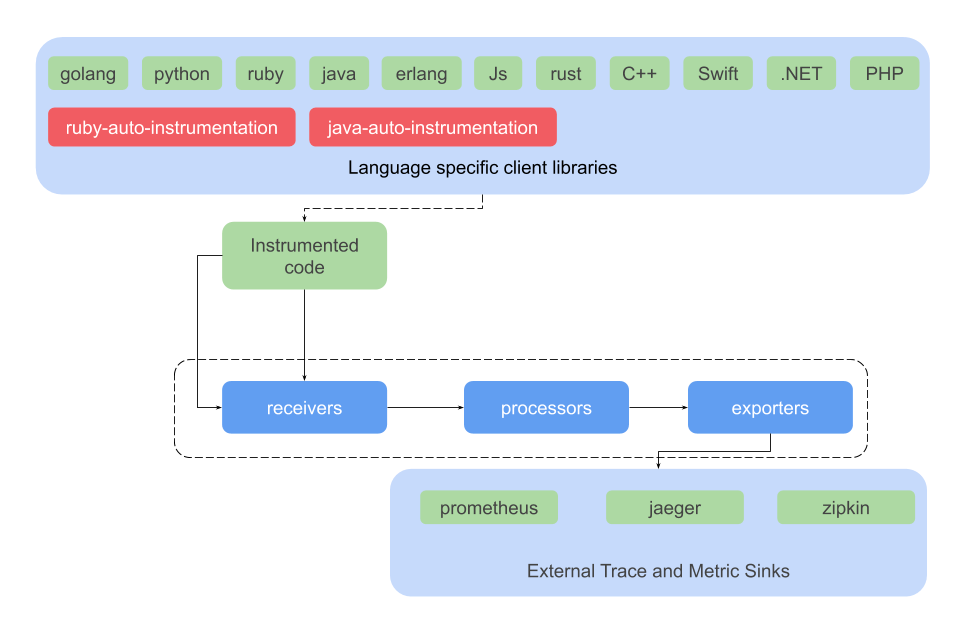 golang python ruby java erlang Js rust C++ Swift .NET PHP
ruby-auto-instrumentation java-auto-instrumentation
Language specific client libraries
Instrumented
code
receivers processors exporters
prometheus jaeger zipkin
External Trace and Metric Sinks